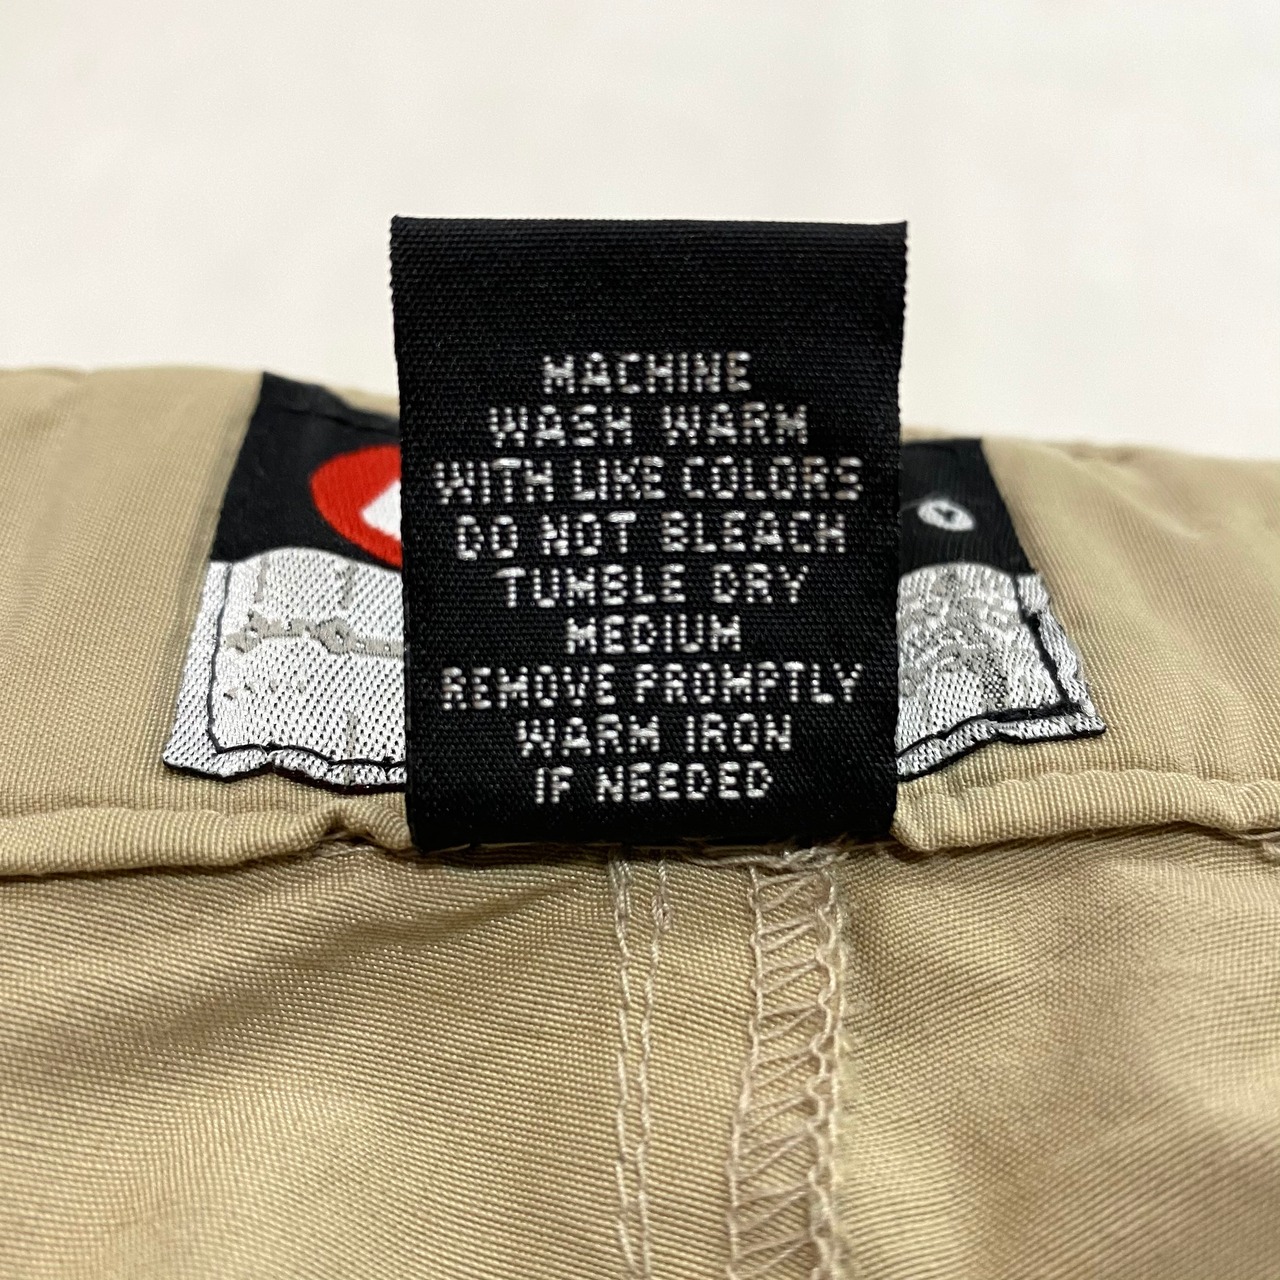 MACHINE
WASH WARM
WITH LIKE COLORS
DO NOT BLEACH
TUMBLE DRY
MEDIUM
REMOVE PROMPTLY
WARM IRON
IF NEEDED